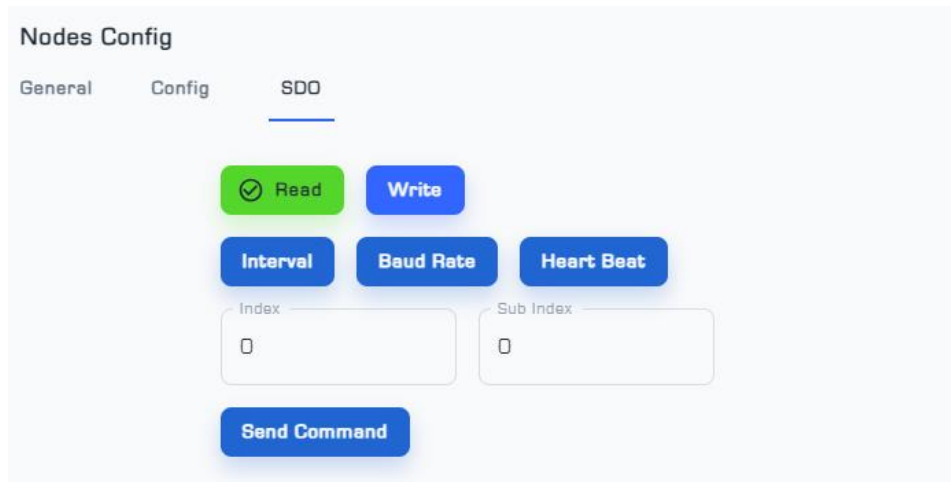 Nodes Config
General Config SDO
Read Write
Interval Baud Rate Heart Beat
Index Sub Index
0 0
Send Command